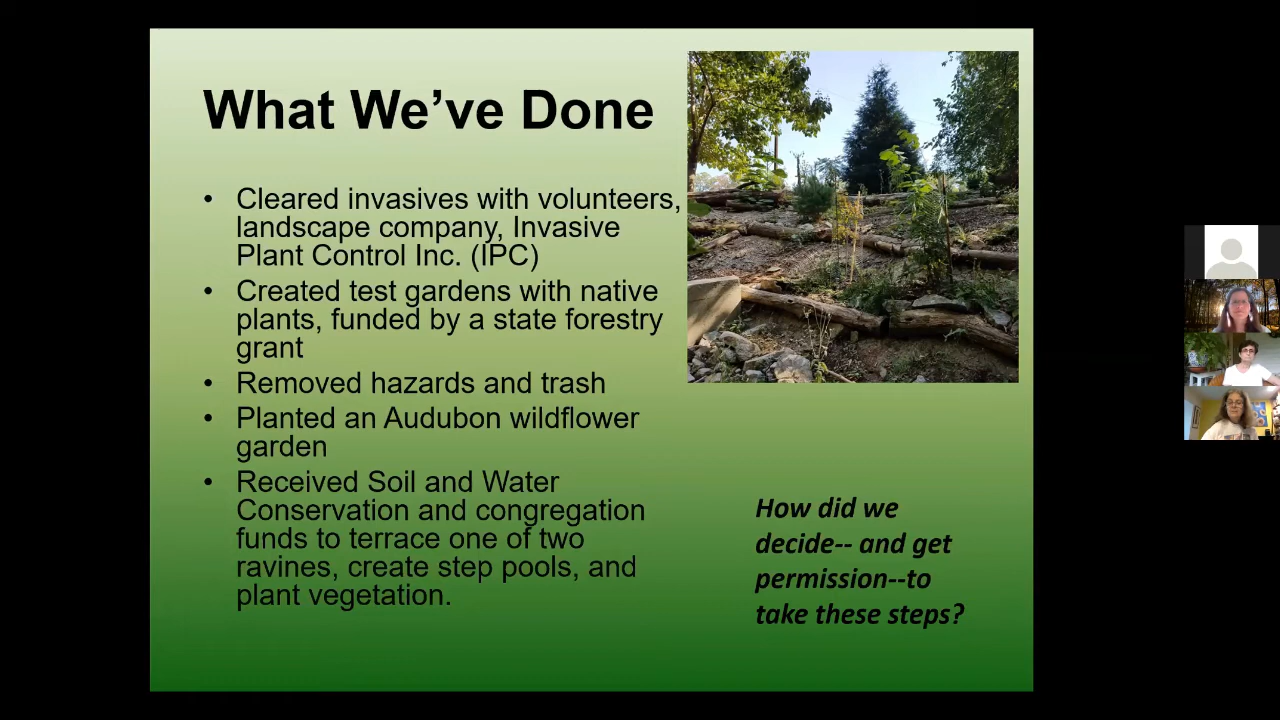 What We’ve Done
• Cleared invasives with volunteers,
landscape company, Invasive
Plant Control Inc. (IPC)
• Created test gardens with native
plants, funded by a state forestry
grant
• Removed hazards and trash
• Planted an Audubon wildflower
garden
• Received Soil and Water
Conservation and congregation
funds to terrace one of two
ravines, create step pools, and
plant vegetation.
How did we
decide-- and get
permission--to
take these steps?